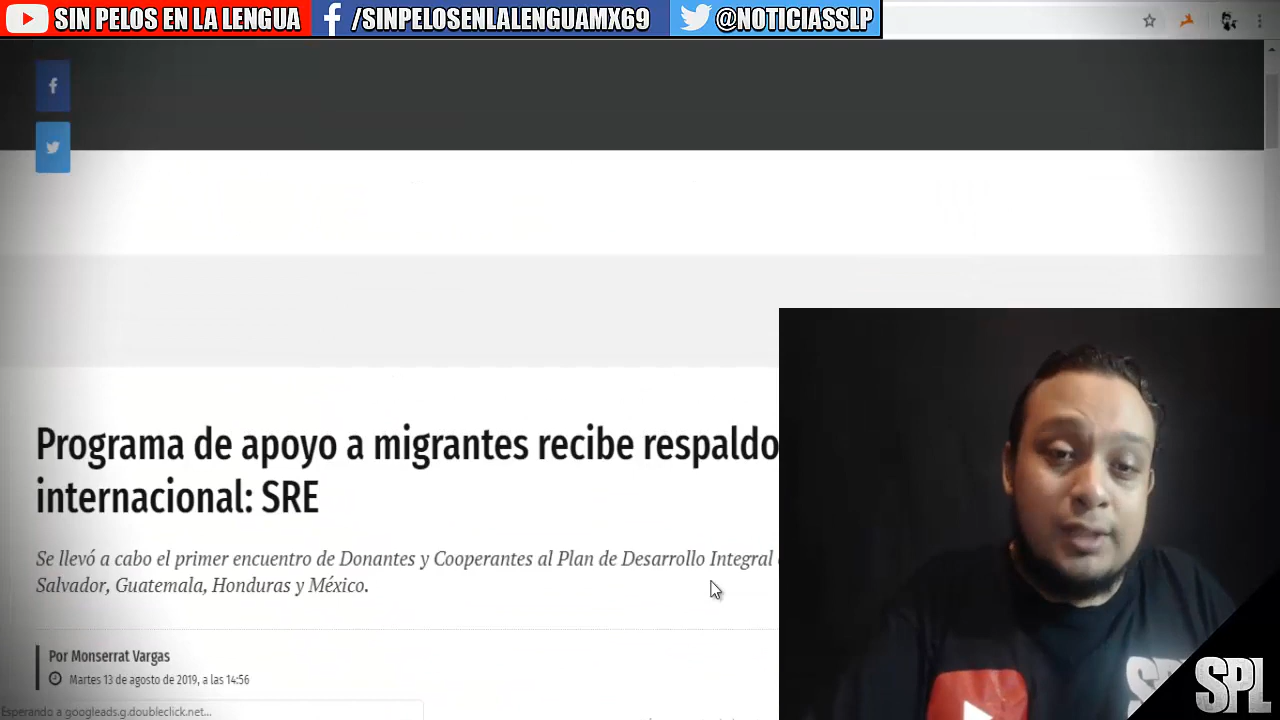 SIN PELOS EN LA LENGUA
/SINPELOSENLALENGUAMX69
@NOTICIASSLP
Programa de apoyo a migrantes recibe respaldo
internacional: SRE
Se llevó a cabo el primer encuentro de Donantes y Cooperantes al Plan de Desarrollo Integral
Salvador, Guatemala, Honduras y México.
Por Monserrat Vargas
Martes 13 de agosto de 2019, a las 14:56
Esperando a googleads.g.doubleclick.net...
SPL
SPL